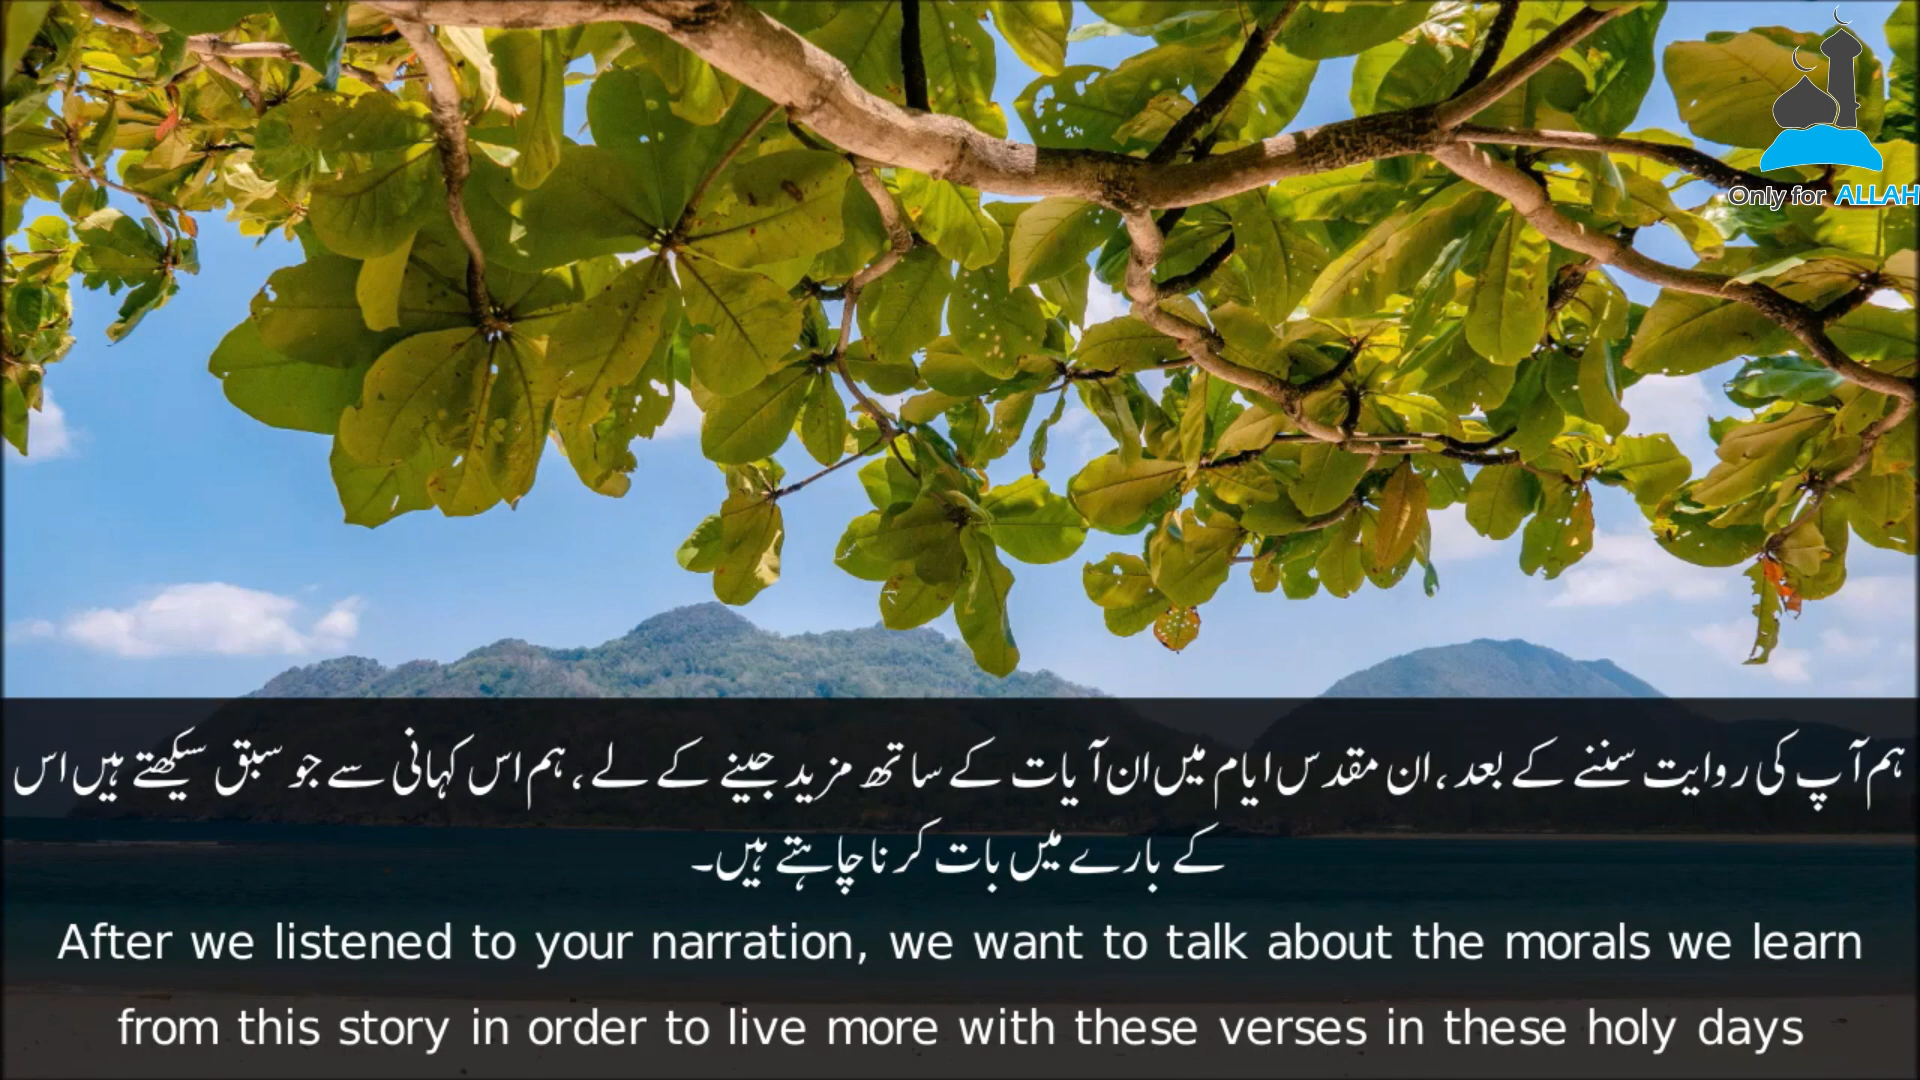 Only for ALLAH
ہم آپ کی روایت سننے کے بعد، ان مقدس ایام میں ان آیات کے ساتھ مزید جینے کے لے، ہم اس کہانی سے جو سبق سیکھتے ہیں اس
کے بارے میں بات کرنا چاہتے ہیں۔
After we listened to your narration, we want to talk about the morals we learn
from this story in order to live more with these verses in these holy days